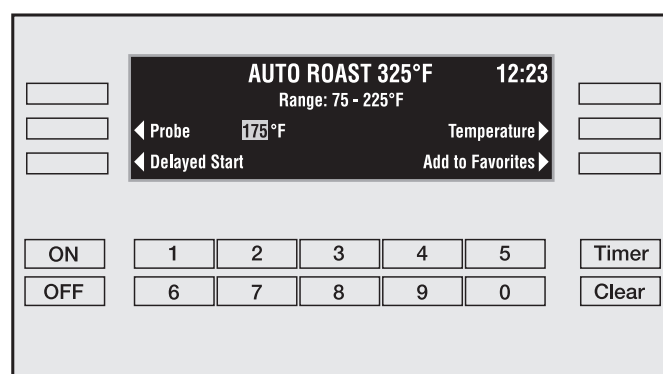 AUTO ROAST 325°F 12:23
Range: 75 - 225°F
Probe 175°F Temperature
Delayed Start Add to Favorites
ON 1 2 3 4 5 Timer
OFF 6 7 8 9 0 Clear